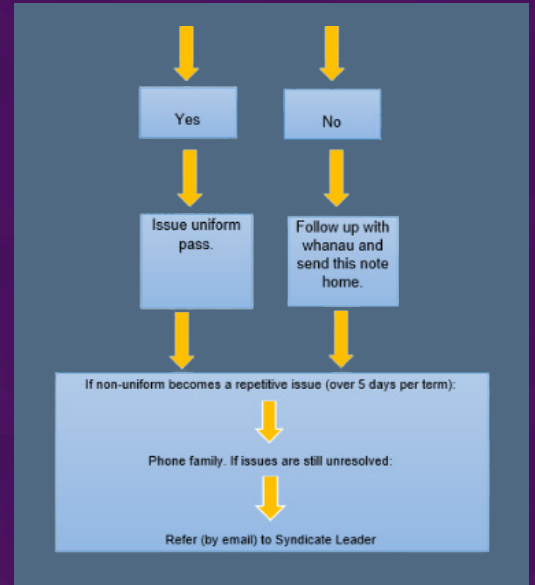 Yes
No
Issue uniform
pass.
Follow up with
whanau and
send this note
home.
If non-uniform becomes a repetitive issue (over 5 days per term):
Phone family. If issues are still unresolved:
Refer (by email) to Syndicate Leader